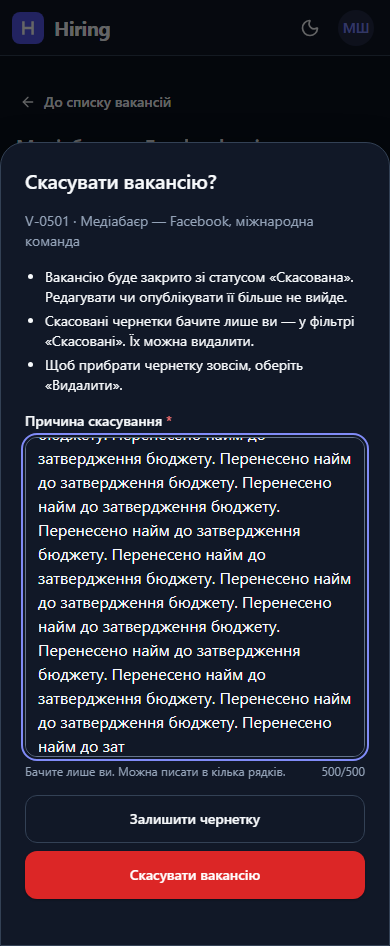 H Hiring МШ
← До списку вакансій
Скасувати вакансію?
V-0501 · Медіабаєр — Facebook, міжнародна
команда
• Вакансію буде закрито зі статусом «Скасована».
Редагувати чи опублікувати її більше не вийде.
• Скасовані чернетки бачите лише ви — у фільтрі
«Скасовані». Їх можна видалити.
• Щоб прибрати чернетку зовсім, оберіть
«Видалити».
Причина скасування *
бюджету. Перенесено найм до
затвердження бюджету. Перенесено найм
до затвердження бюджету. Перенесено
найм до затвердження бюджету.
Перенесено найм до затвердження
бюджету. Перенесено найм до
затвердження бюджету. Перенесено найм
до затвердження бюджету. Перенесено
найм до затвердження бюджету.
Перенесено найм до затвердження
бюджету. Перенесено найм до
затвердження бюджету. Перенесено найм
до затвердження бюджету. Перенесено
найм до зат
Бачите лише ви. Можна писати в кілька рядків. 500/500
Залишити чернетку
Скасувати вакансію